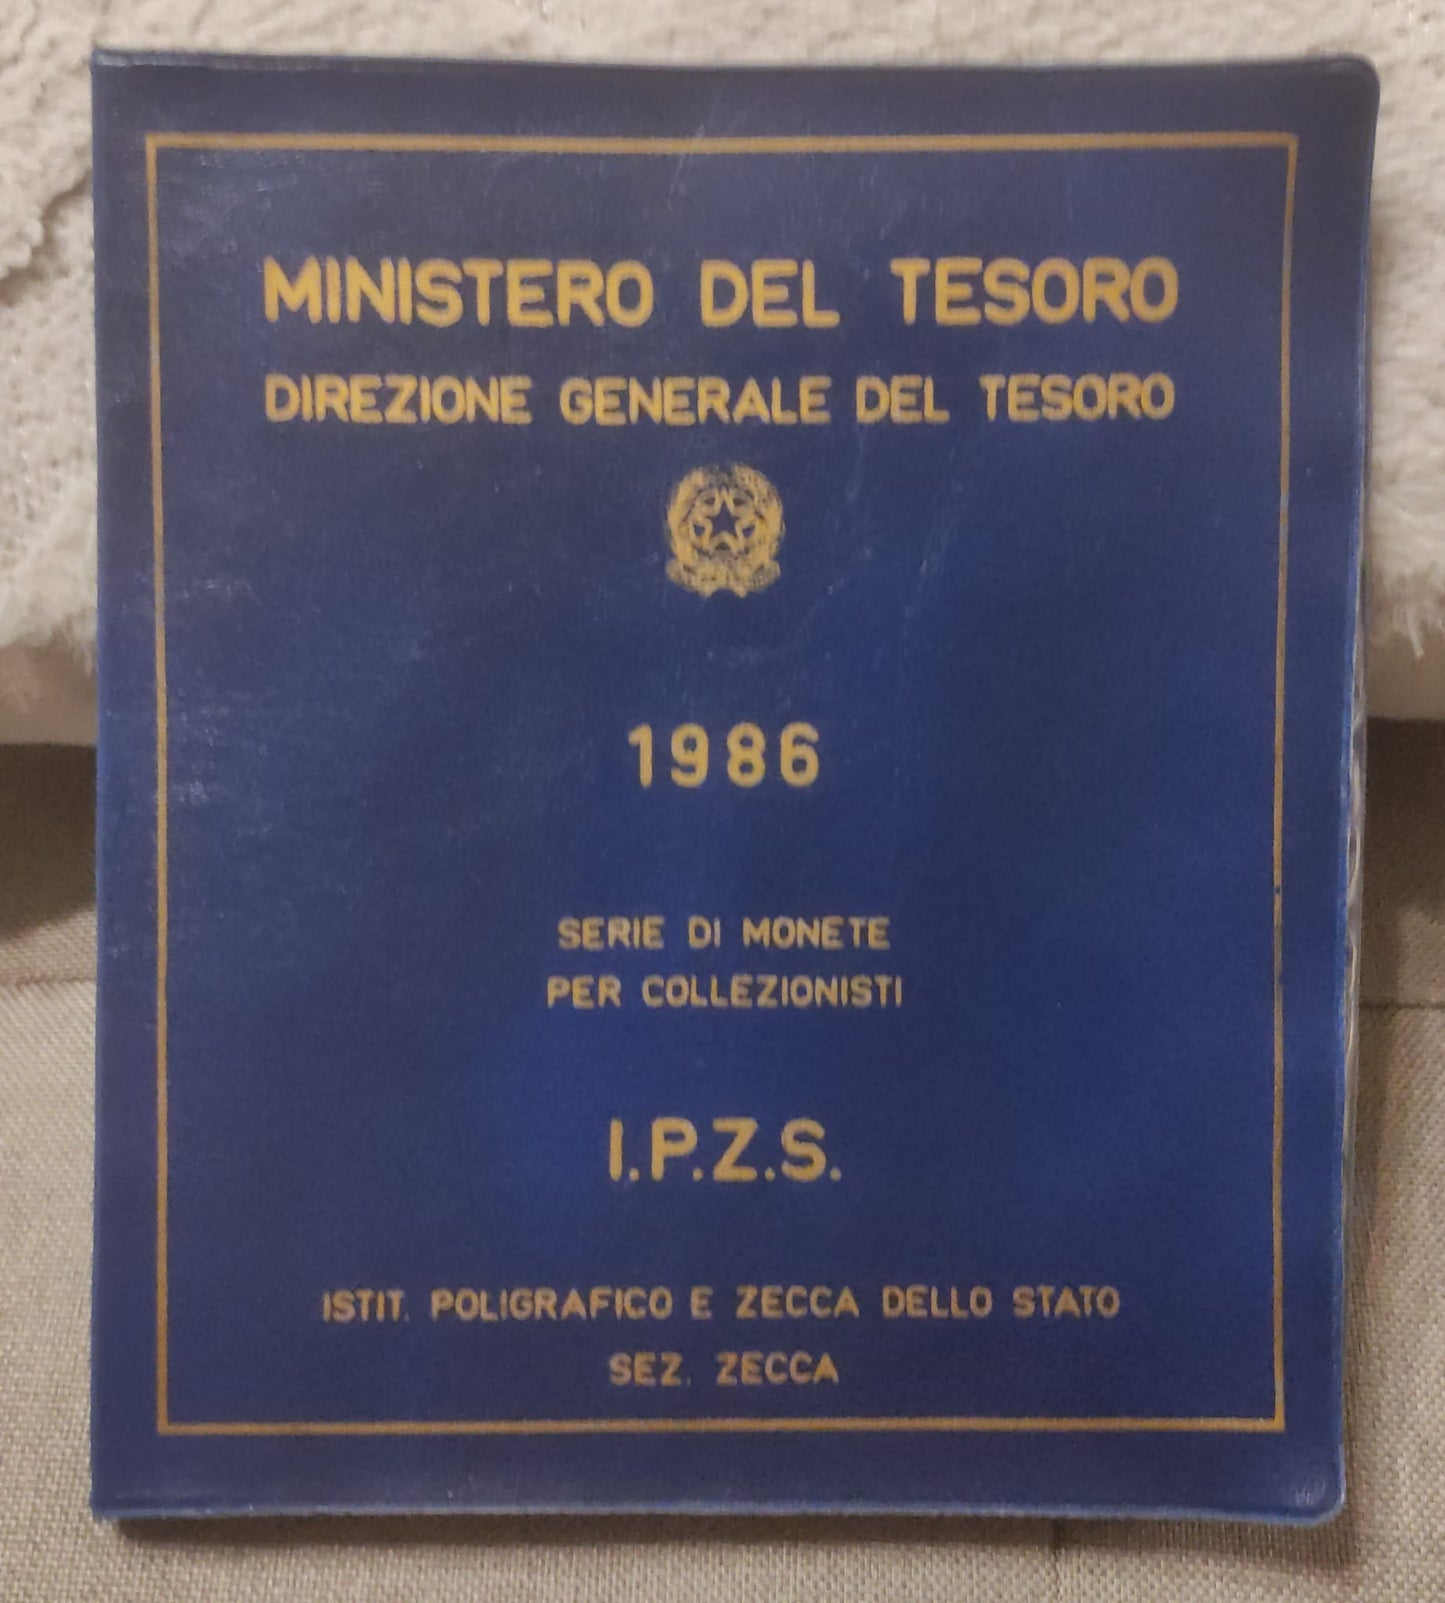 MINISTERO DEL TESORO
DIREZIONE GENERALE DEL TESORO
1986
SERIE DI MONETE
PER COLLEZIONISTI
I.P.Z.S.
ISTIT. POLIGRAFICO E ZECCA DELLO STATO
SEZ. ZECCA